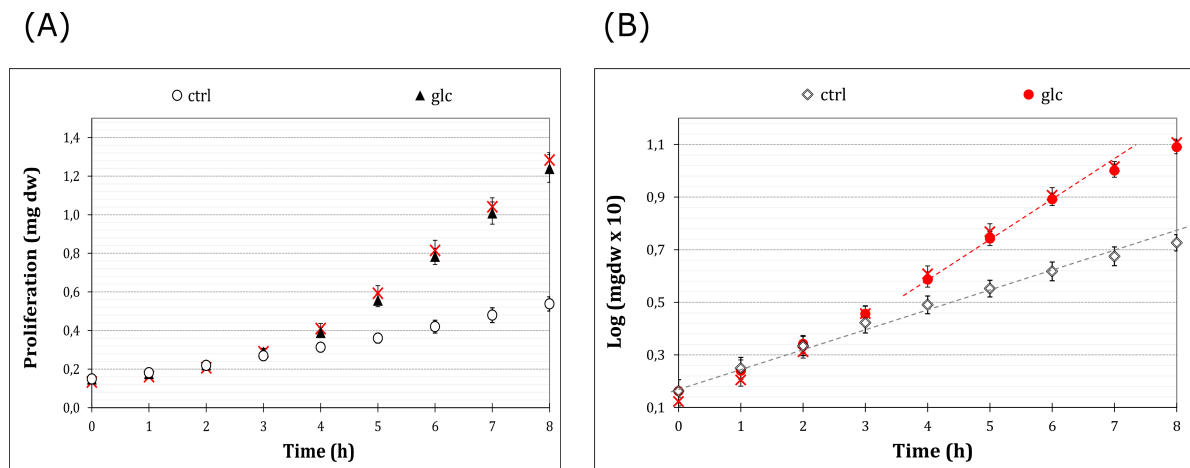 (A)
(B)
ctrl
glc
1,4
1,2
1,0
0,8
0,6
0,4
0,2
0,0
Proliferation (mg dw)
0 1 2 3 4 5 6 7 8
Time (h)
ctrl
glc
1,1
0,9
0,7
0,5
0,3
0,1
Log (mgdw x 10)
0 1 2 3 4 5 6 7 8
Time (h)